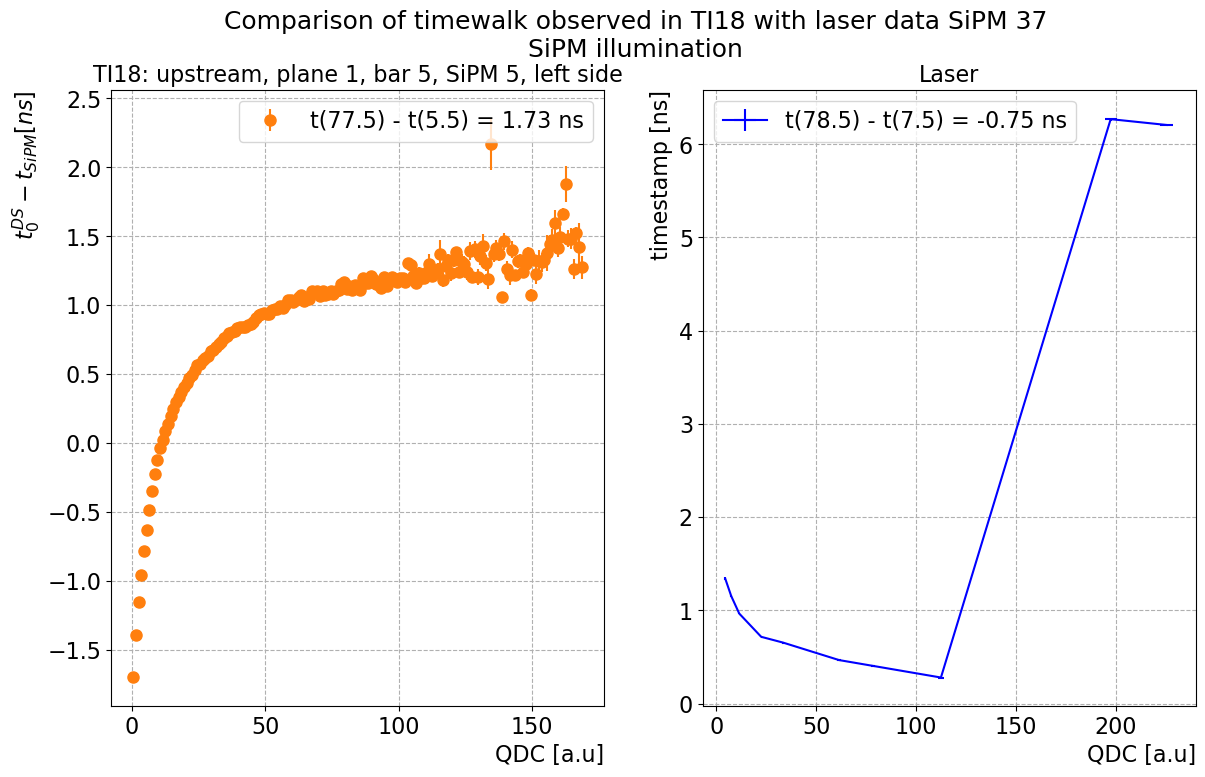 Comparison of timewalk observed in TI18 with laser data SiPM 37
SiPM illumination
TI18: upstream, plane 1, bar 5, SiPM 5, left side
t(77.5) - t(5.5) = 1.73 ns
t_0^{DS} − t_{SiPM}[ns]
2.5
2.0
1.5
1.0
0.5
0.0
−0.5
−1.0
−1.5
0 50 100 150
QDC [a.u]
Laser
t(78.5) - t(7.5) = -0.75 ns
timestamp [ns]
6
5
4
3
2
1
0
0 50 100 150 200
QDC [a.u]